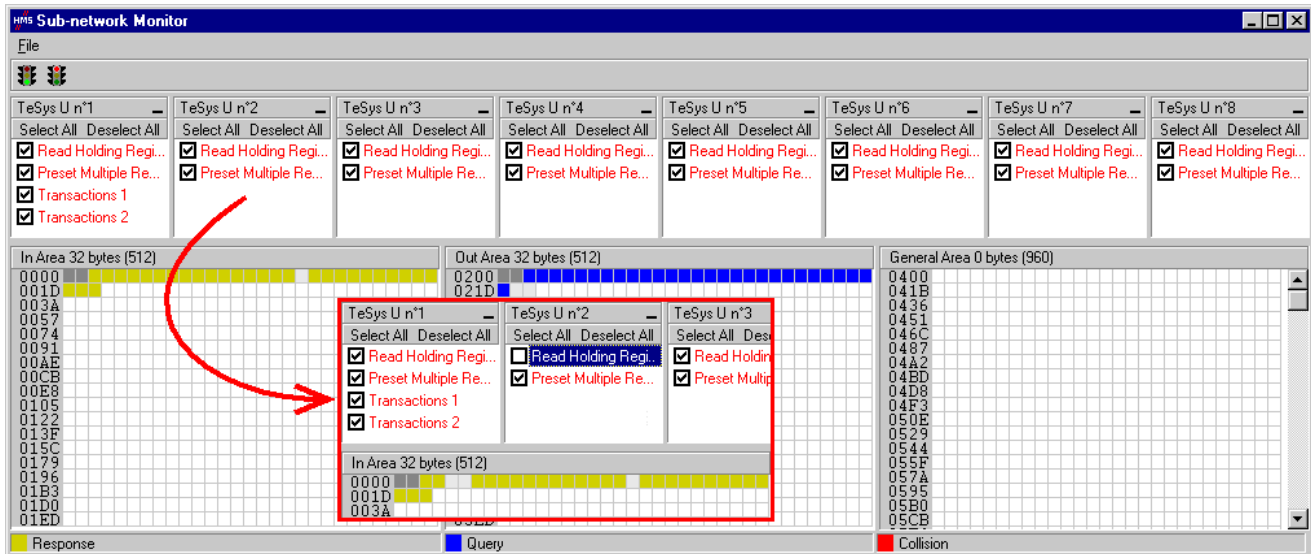 HMS Sub-network Monitor
File
TeSys U n°1 TeSys U n°2 TeSys U n°3 TeSys U n°4 TeSys U n°5 TeSys U n°6 TeSys U n°7 TeSys U n°8
Select All Deselect All Select All Deselect All Select All Deselect All Select All Deselect All Select All Deselect All Select All Deselect All Select All Deselect All Select All Deselect All
Read Holding Regi... Read Holding Regi... Read Holding Regi... Read Holding Regi... Read Holding Regi... Read Holding Regi... Read Holding Regi... Read Holding Regi...
Preset Multiple Re... Preset Multiple Re... Preset Multiple Re... Preset Multiple Re... Preset Multiple Re... Preset Multiple Re... Preset Multiple Re... Preset Multiple Re...
Transactions 1
Transactions 2
In Area 32 bytes (512)
0000
001D
003A
0057
0074
0091
00AE
00CB
00E8
0105
0122
013F
015C
0179
0196
01B3
01D0
01ED
Out Area 32 bytes (512)
0200
021D
TeSys U n°1 TeSys U n°2 TeSys U n°3
Select All Deselect All Select All Deselect All Select All Des
Read Holding Regi... Read Holding Regi.. Read Holdin
Preset Multiple Re... Preset Multiple Re... Preset Multip
Transactions 1
Transactions 2
In Area 32 bytes (512)
0000
001D
003A
General Area 0 bytes (960)
0400
041B
0436
0451
046C
0487
04A2
04BD
04D8
04F3
050E
0529
0544
055F
057A
0595
05B0
05CB
Response Query Collision